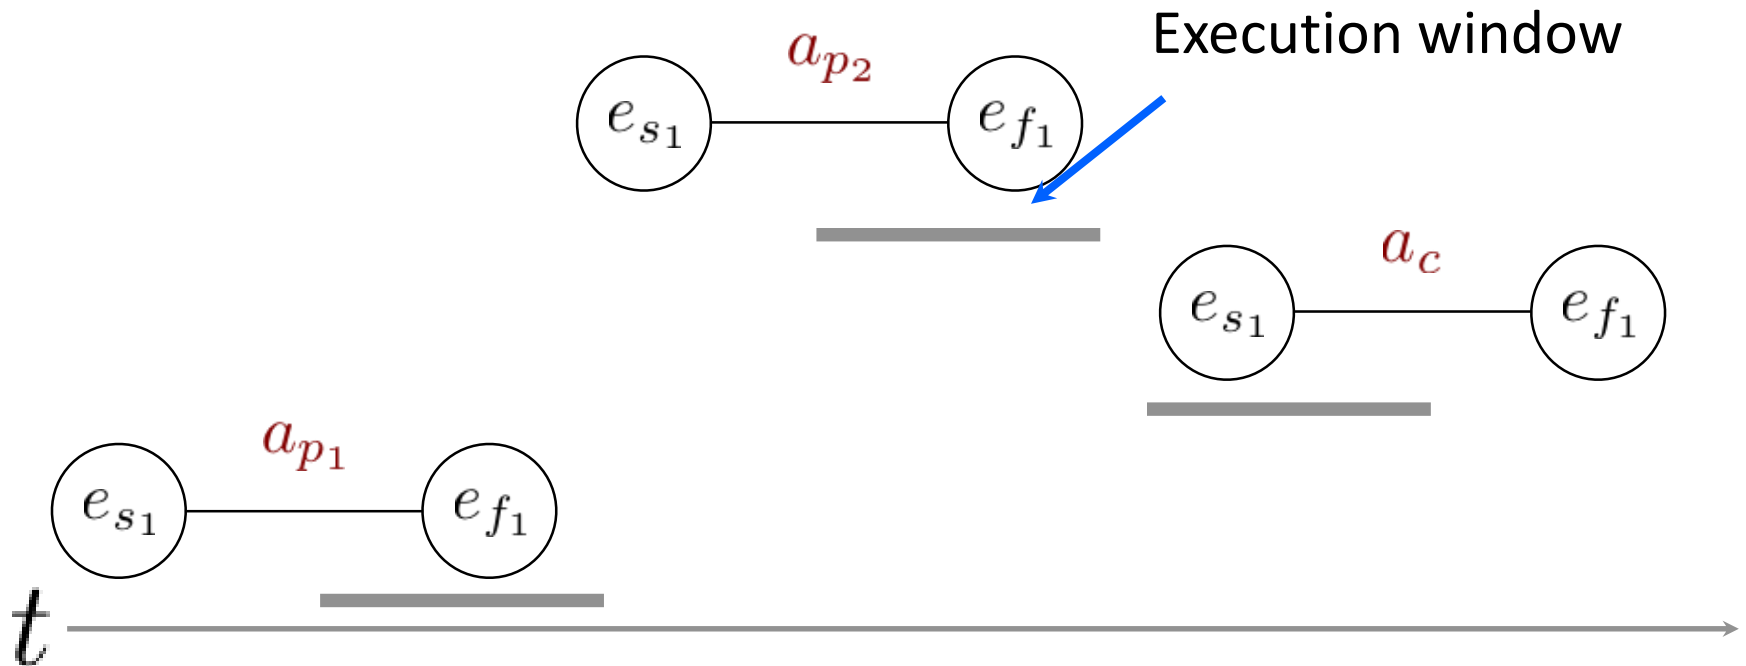 Execution window
a_{p_2}
e_{s_1} e_{f_1}
a_c
e_{s_1} e_{f_1}
a_{p_1}
e_{s_1} e_{f_1}
t